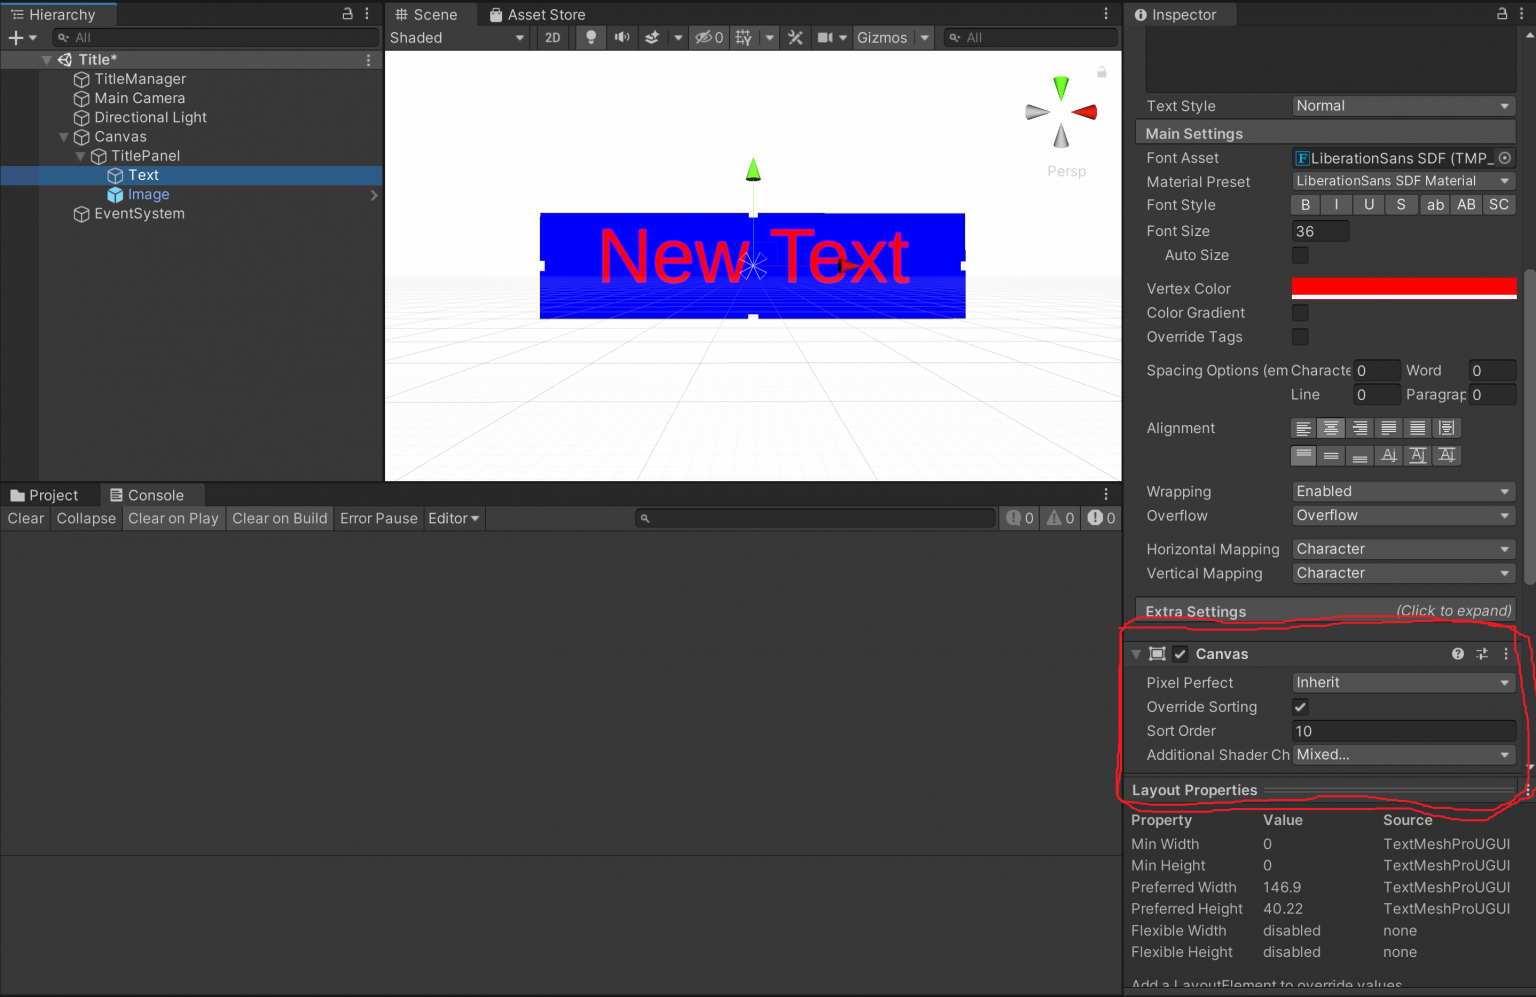 Hierarchy
All
Title*
TitleManager
Main Camera
Directional Light
Canvas
TitlePanel
Text
Image
EventSystem
Scene
Asset Store
Shaded
2D
0
Gizmos
All
Persp
New Text
Project
Console
Clear
Collapse
Clear on Play
Clear on Build
Error Pause
Editor
0
0
0
Inspector
Text Style Normal
Main Settings
Font Asset F LiberationSans SDF (TMP_
Material Preset LiberationSans SDF Material
Font Style B I U S ab AB SC
Font Size 36
Auto Size
Vertex Color
Color Gradient
Override Tags
Spacing Options (em Characte 0 Word 0
Line 0 Paragrap 0
Alignment
Wrapping Enabled
Overflow Overflow
Horizontal Mapping Character
Vertical Mapping Character
Extra Settings (Click to expand)
Canvas
Pixel Perfect Inherit
Override Sorting
Sort Order 10
Additional Shader Ch Mixed...
Layout Properties
Property Value Source
Min Width 0 TextMeshProUGUI
Min Height 0 TextMeshProUGUI
Preferred Width 146.9 TextMeshProUGUI
Preferred Height 40.22 TextMeshProUGUI
Flexible Width disabled none
Flexible Height disabled none
Add a LayoutElement to override values